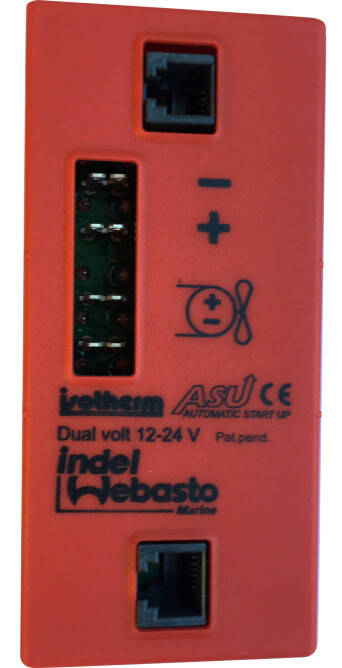 − 
+
+
−
isotherm ASU CE
AUTOMATIC START UP
Dual volt 12-24 V Pat.pend.
indel
Webasto
Marine